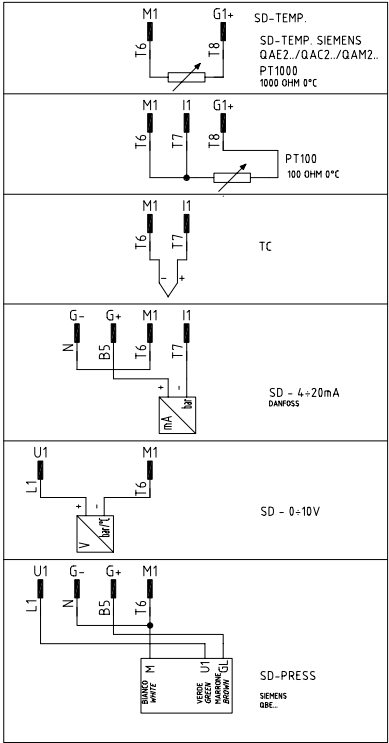 M1 G1+ SD-TEMP.
T6 T8
SD-TEMP. SIEMENS
QAE2../QAC2../QAM2..
PT1000
1000 OHM 0°C
M1 I1 G1+
T6 T7 T8
PT100
100 OHM 0°C
M1 I1
T6 T7
TC
- +
G- G+ M1 I1
N B5 T6 T7
+ -
mA bar
SD - 4÷20mA
DANFOSS
U1 M1
L1 T6
+ -
V bar/°C
SD - 0÷10V
U1 G- G+ M1
L1 N B5 T6
M U1 GL
BIANCO VERDE MARRONE
WHITE GREEN BROWN
SD-PRESS
SIEMENS
QBE...